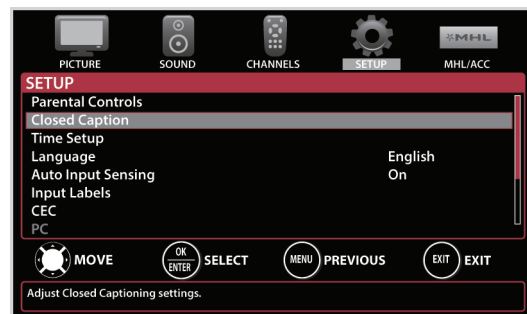 MHL
PICTURE SOUND CHANNELS SETUP MHL/ACC
SETUP
Parental Controls
Closed Caption
Time Setup
Language English
Auto Input Sensing On
Input Labels
CEC
PC
MOVE OK ENTER SELECT MENU PREVIOUS EXIT EXIT
Adjust Closed Captioning settings.